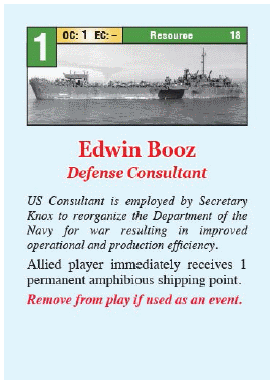 1 OC: 1 EC: – Resource 18
Edwin Booz
Defense Consultant
US Consultant is employed by Secretary
Knox to reorganize the Department of the
Navy for war resulting in improved
operational and production efficiency.
Allied player immediately receives 1
permanent amphibious shipping point.
Remove from play if used as an event.